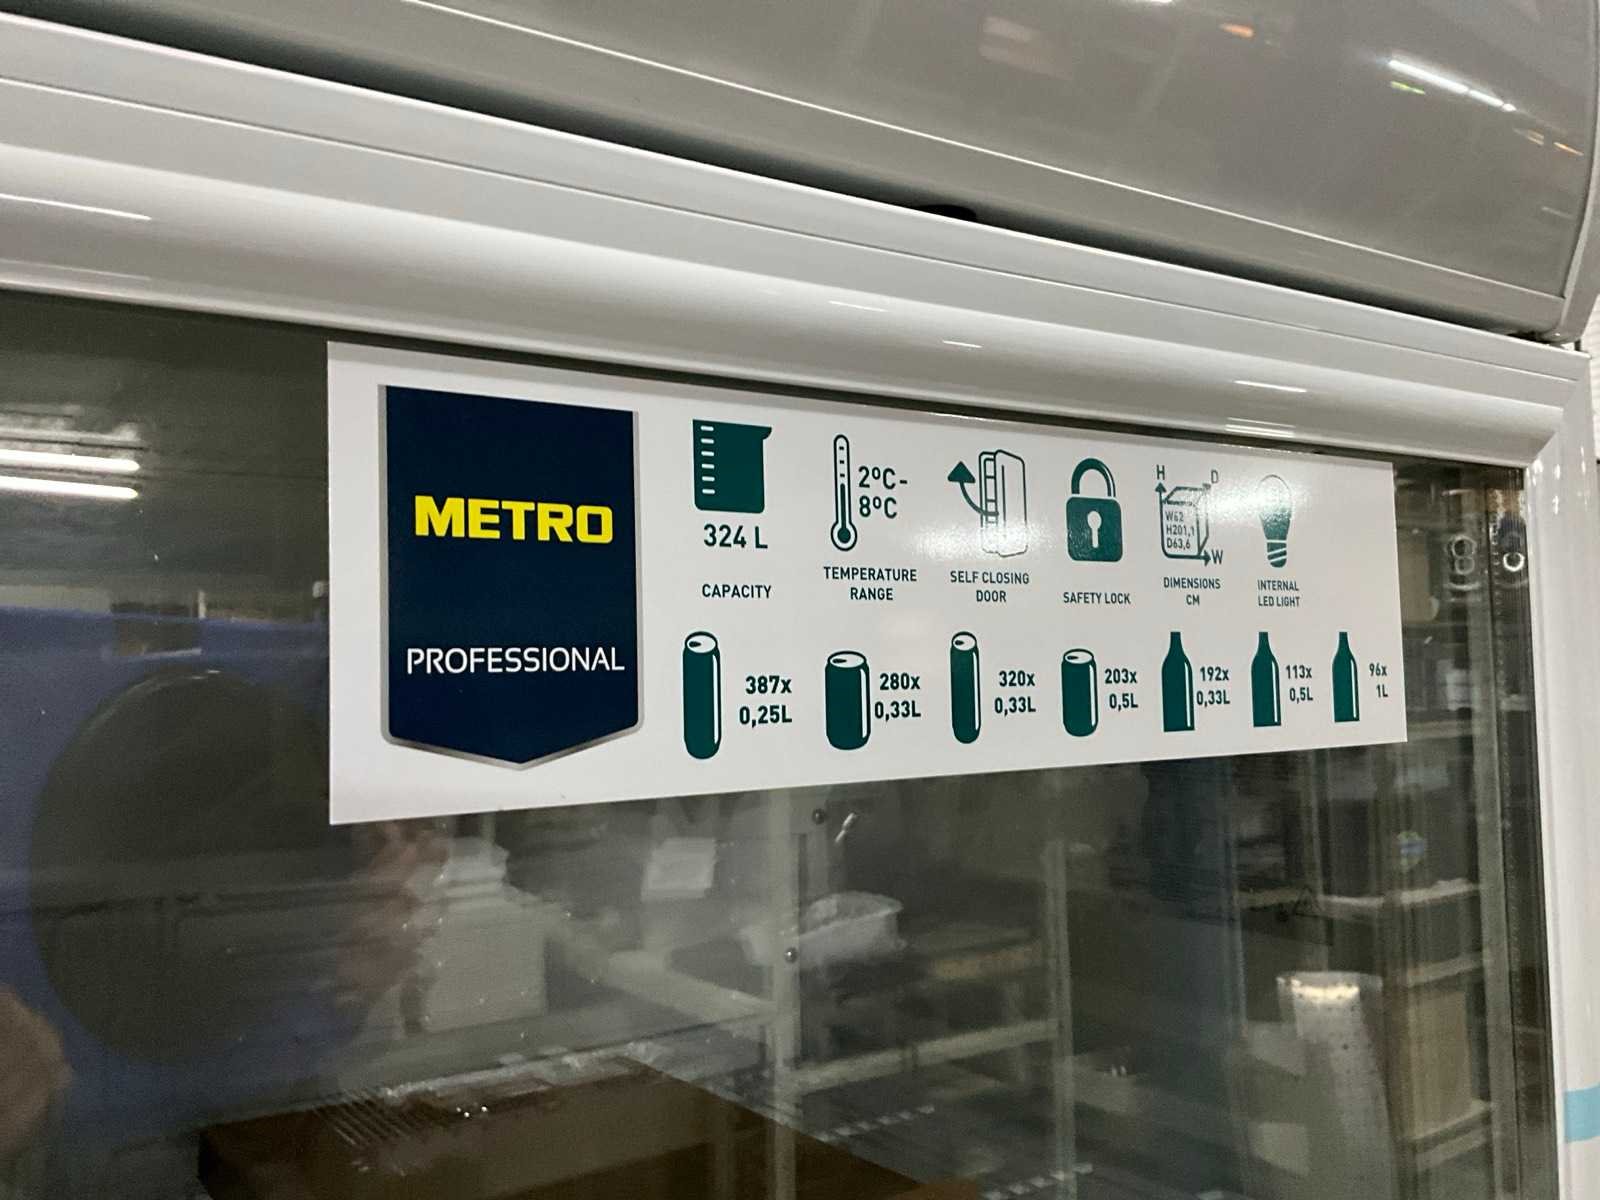 METRO
PROFESSIONAL
324 L
CAPACITY
2ºC-
8ºC
TEMPERATURE
RANGE
SELF CLOSING
DOOR
SAFETY LOCK
H
D
W62
H201,1
D63,6
W
DIMENSIONS
CM
INTERNAL
LED LIGHT
387x
0,25L
280x
0,33L
320x
0,33L
203x
0,5L
192x
0,33L
113x
0,5L
96x
1L